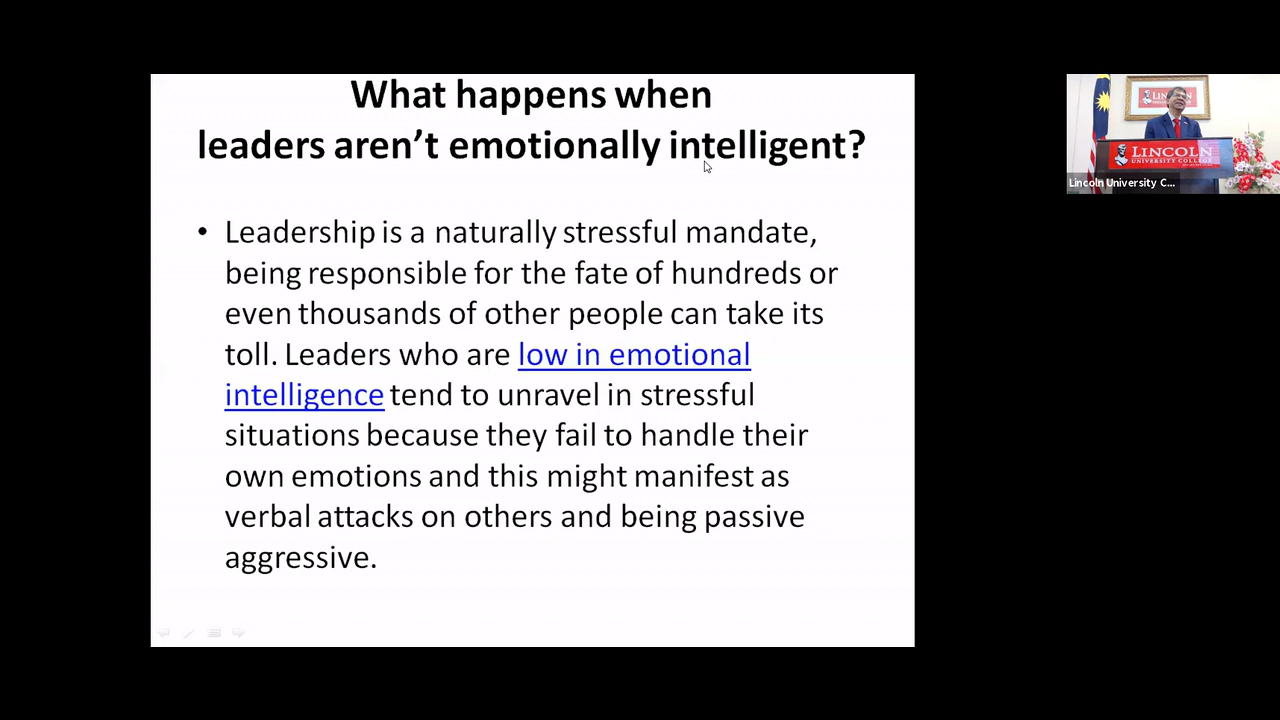 What happens when
leaders aren’t emotionally intelligent?
• Leadership is a naturally stressful mandate,
being responsible for the fate of hundreds or
even thousands of other people can take its
toll. Leaders who are low in emotional
intelligence tend to unravel in stressful
situations because they fail to handle their
own emotions and this might manifest as
verbal attacks on others and being passive
aggressive.
LINCOLN
LINCOLN
UNIVERSITY COLLEGE
Lincoln University C...